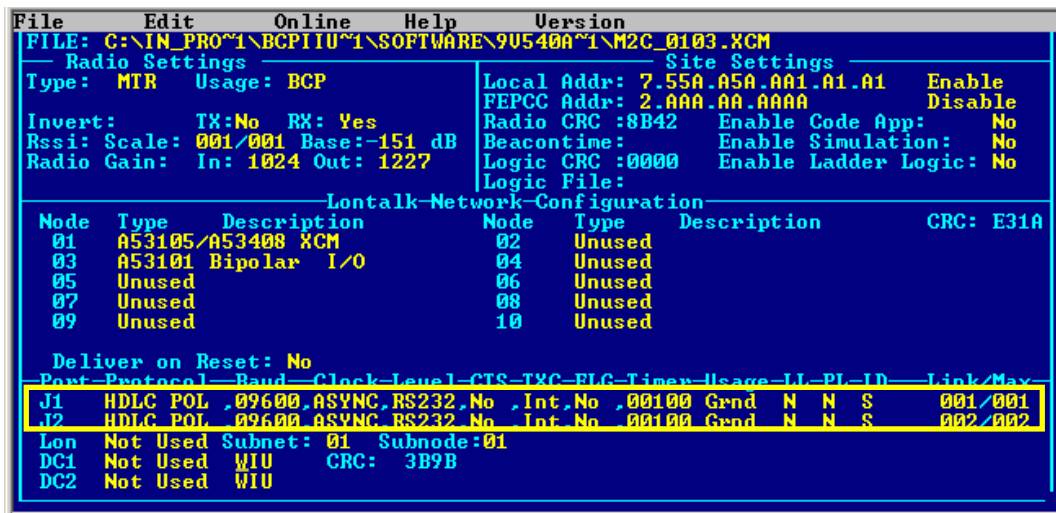 File Edit Online Help Version
FILE: C:\IN_PRO~1\BCPIIU~1\SOFTWARE\9V540A~1\M2C_0103.XCM
Radio Settings Site Settings
Type: MTR Usage: BCP Local Addr: 7.55A.A5A.AA1.A1.A1 Enable
FEPCC Addr: 2.AAA.AA.AAAA Disable
Invert: TX:No RX: Yes Radio CRC :8B42 Enable Code App: No
Rssi: Scale: 001/001 Base:-151 dB Beacontime: Enable Simulation: No
Radio Gain: In: 1024 Out: 1227 Logic CRC :0000 Enable Ladder Logic: No
Logic File:
Lontalk-Network-Configuration
Node Type Description Node Type Description CRC: E31A
01 A53105/A53408 XCM 02 Unused
03 A53101 Bipolar I/O 04 Unused
05 Unused 06 Unused
07 Unused 08 Unused
09 Unused 10 Unused
Deliver on Reset: No
Port-Protocol-Baud-Clock-Level-CTS-TXC-FLG-Timer-Usage-LL-PL-ID-Link/Max
J1 HDLC POL ,09600,ASYNC,RS232,No ,Int,No ,00100 Grnd N N S 001/001
J2 HDLC POL ,09600,ASYNC,RS232,No ,Int,No ,00100 Grnd N N S 002/002
Lon Not Used Subnet: 01 Subnode:01
DC1 Not Used WIU CRC: 3B9B
DC2 Not Used WIU